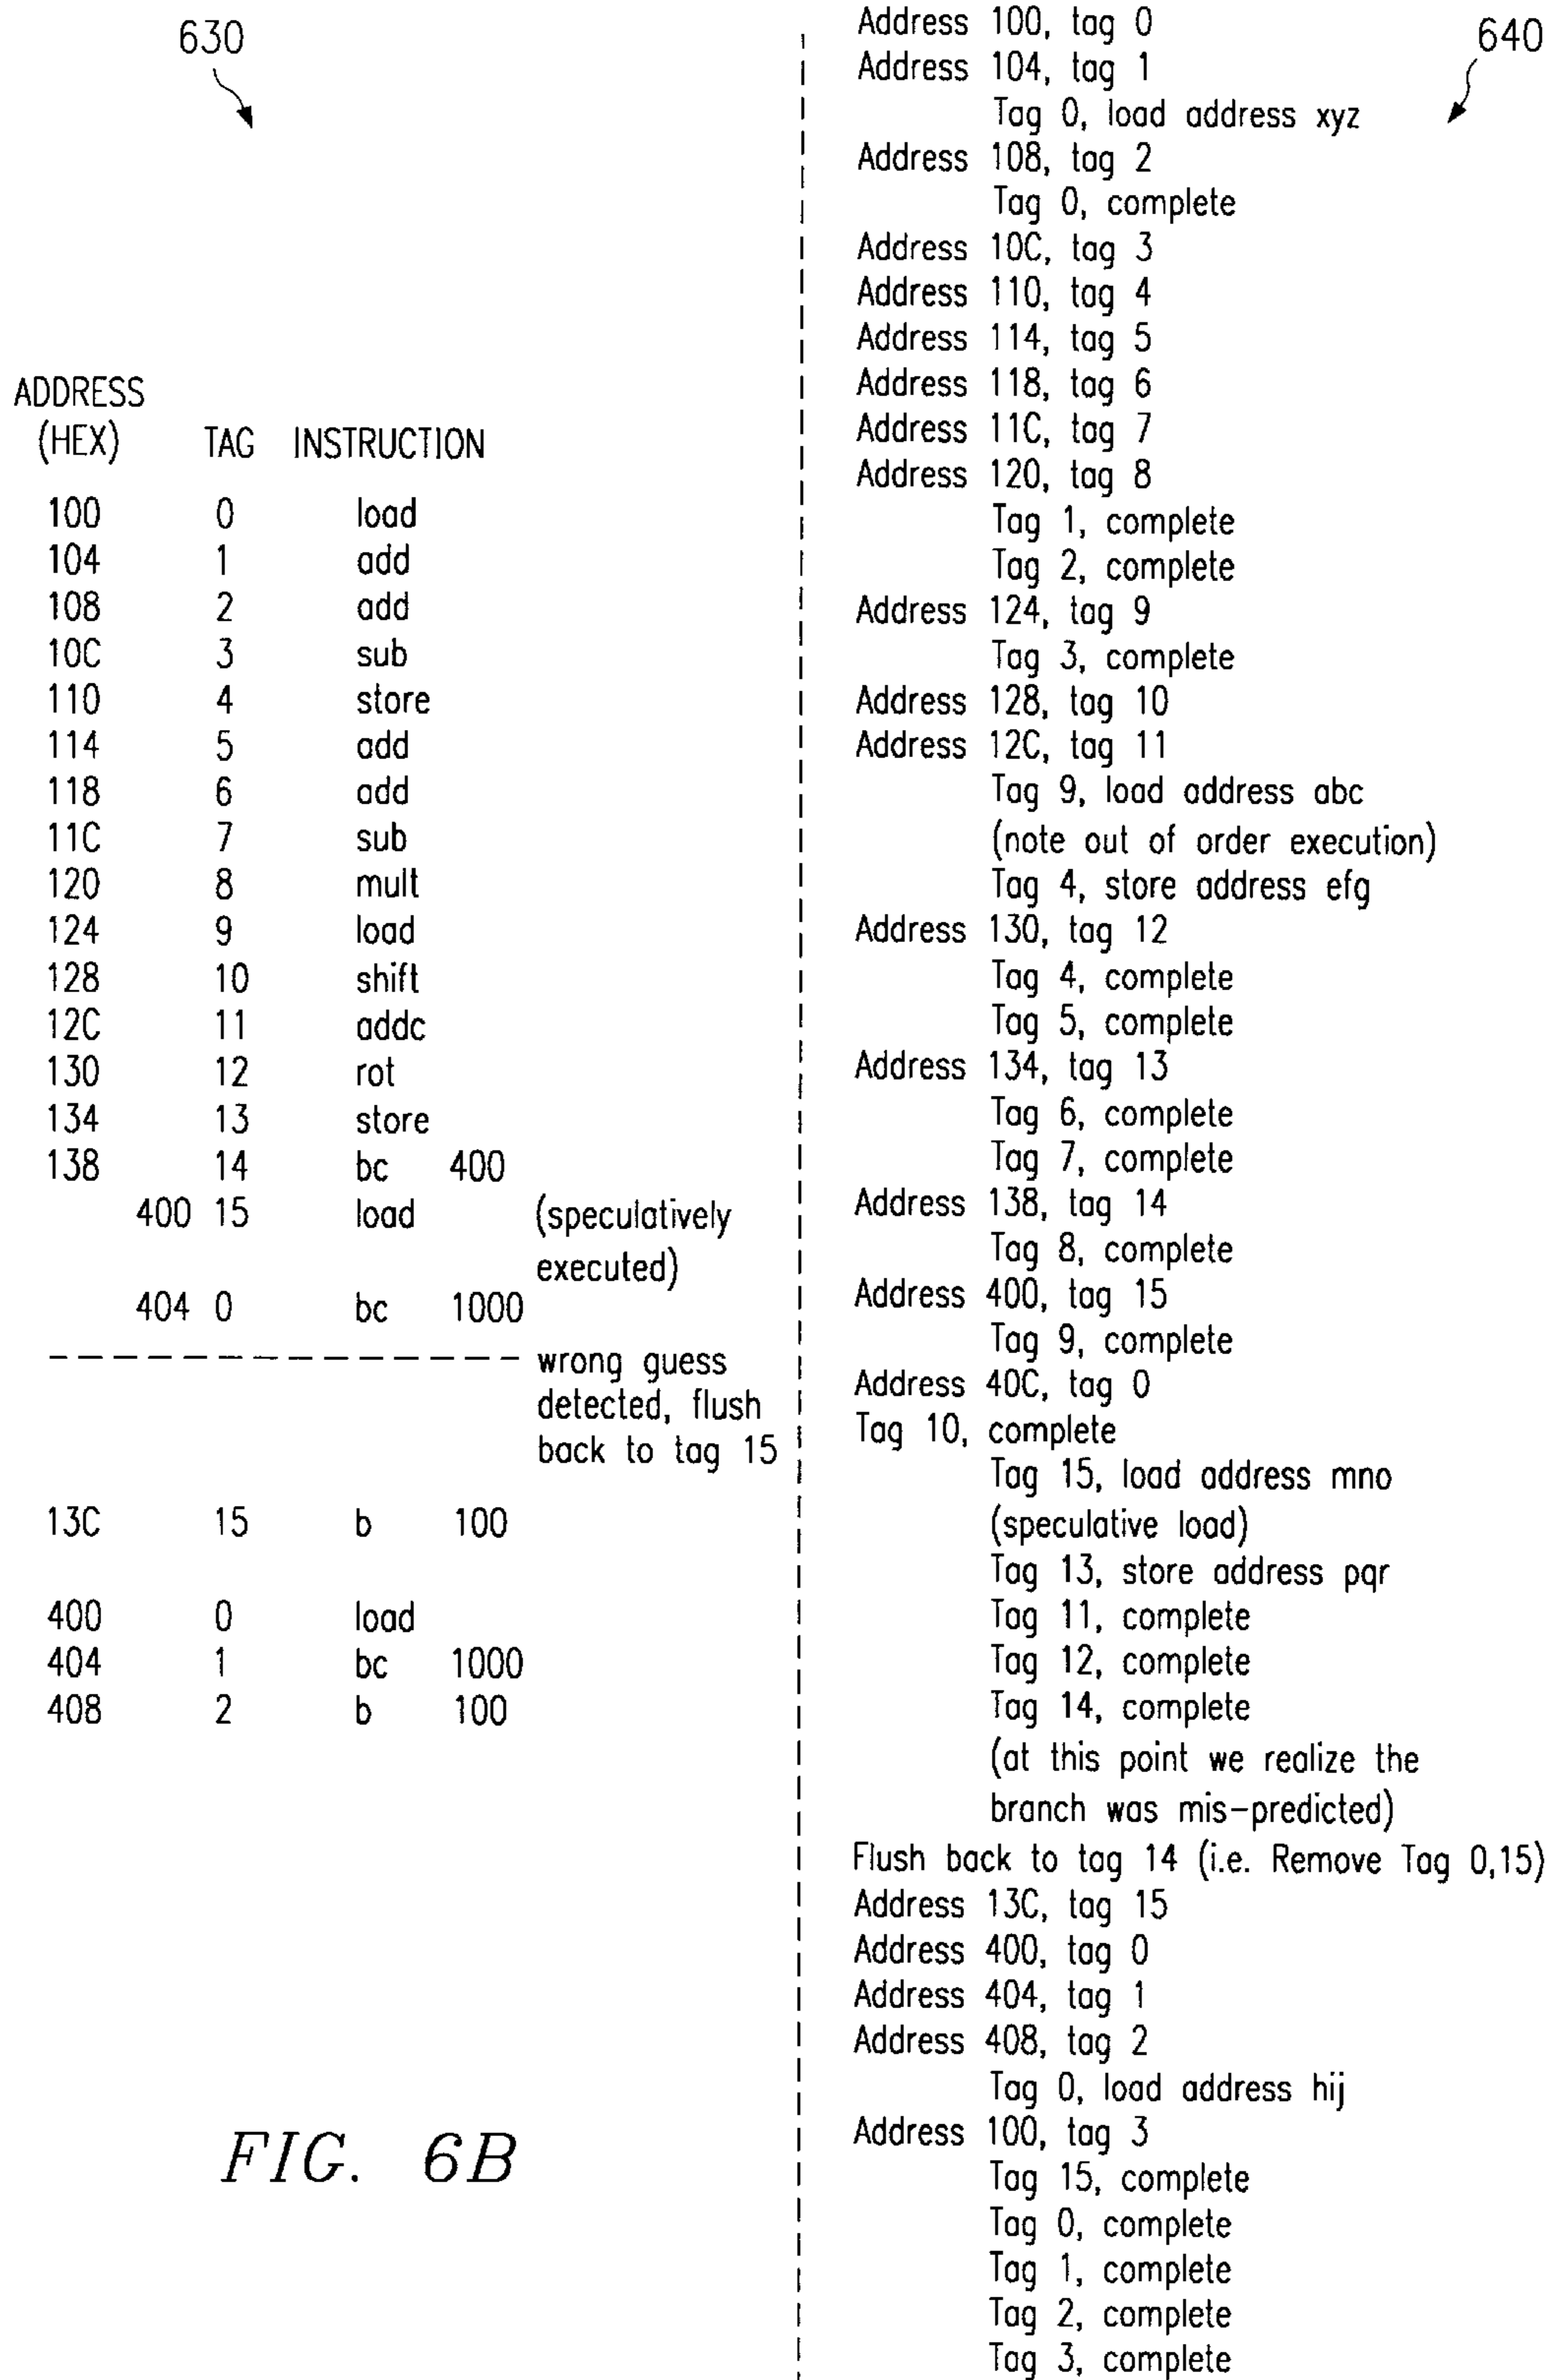 630
ADDRESS
(HEX) TAG INSTRUCTION
100 0 load
104 1 add
108 2 add
10C 3 sub
110 4 store
114 5 add
118 6 add
11C 7 sub
120 8 mult
124 9 load
128 10 shift
12C 11 addc
130 12 rot
134 13 store
138 14 bc 400
400 15 load (speculatively
executed)
404 0 bc 1000
wrong guess
detected, flush
back to tag 15
13C 15 b 100
400 0 load
404 1 bc 1000
408 2 b 100
FIG. 6B
640
Address 100, tag 0
Address 104, tag 1
Tag 0, load address xyz
Address 108, tag 2
Tag 0, complete
Address 10C, tag 3
Address 110, tag 4
Address 114, tag 5
Address 118, tag 6
Address 11C, tag 7
Address 120, tag 8
Tag 1, complete
Tag 2, complete
Address 124, tag 9
Tag 3, complete
Address 128, tag 10
Address 12C, tag 11
Tag 9, load address abc
(note out of order execution)
Tag 4, store address efg
Address 130, tag 12
Tag 4, complete
Tag 5, complete
Address 134, tag 13
Tag 6, complete
Tag 7, complete
Address 138, tag 14
Tag 8, complete
Address 400, tag 15
Tag 9, complete
Address 40C, tag 0
Tag 10, complete
Tag 15, load address mno
(speculative load)
Tag 13, store address pqr
Tag 11, complete
Tag 12, complete
Tag 14, complete
(at this point we realize the
branch was mis-predicted)
Flush back to tag 14 (i.e. Remove Tag 0,15)
Address 13C, tag 15
Address 400, tag 0
Address 404, tag 1
Address 408, tag 2
Tag 0, load address hij
Address 100, tag 3
Tag 15, complete
Tag 0, complete
Tag 1, complete
Tag 2, complete
Tag 3, complete